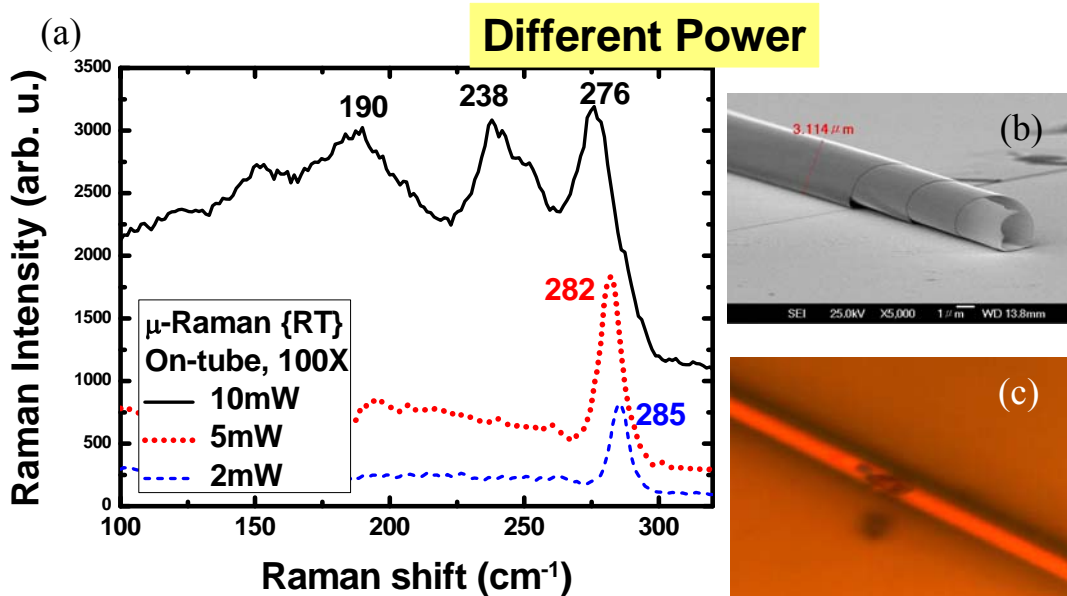 (a)
Different Power
Raman Intensity (arb. u.)
3500
3000
2500
2000
1500
1000
500
0
190
238
276
282
285
μ-Raman {RT}
On-tube, 100X
10mW
5mW
2mW
100
150
200
250
300
Raman shift (cm⁻¹)
(b)
3.114μm
SEI 25.0kV X5,000 1μm WD 13.8mm
(c)